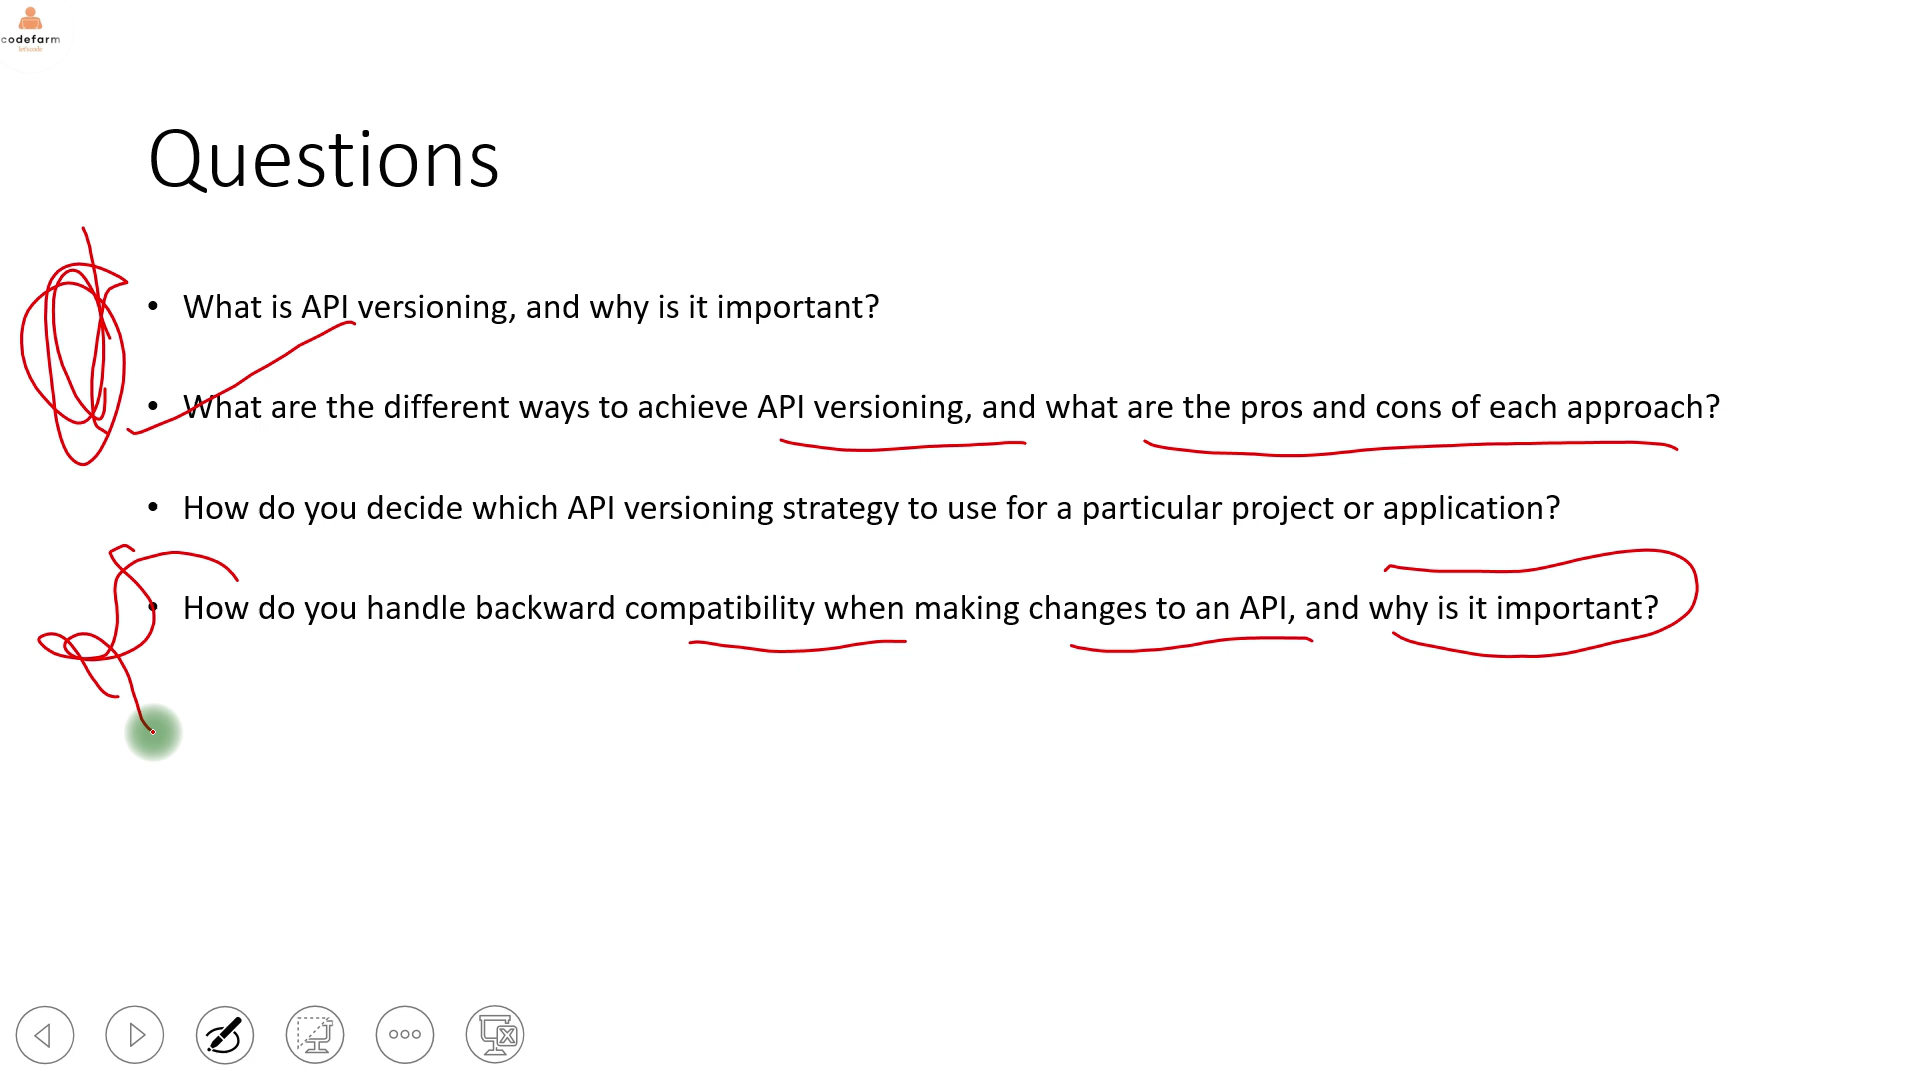 codefarm
let'scode
Questions
• What is API versioning, and why is it important?
• What are the different ways to achieve API versioning, and what are the pros and cons of each approach?
• How do you decide which API versioning strategy to use for a particular project or application?
• How do you handle backward compatibility when making changes to an API, and why is it important?